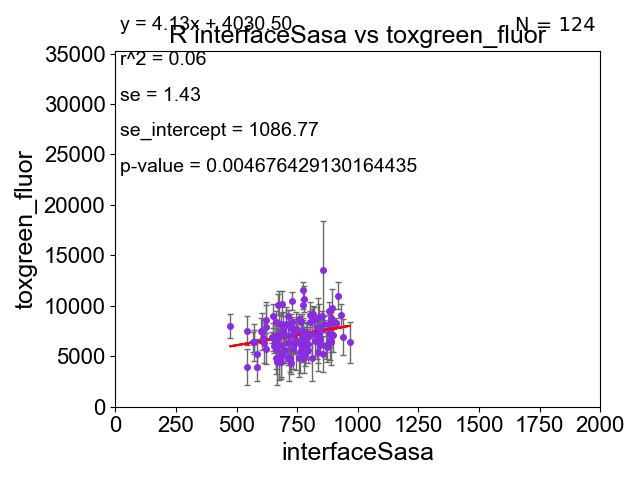 y = 4.13x + 4030.50
N = 124
R interfaceSasa vs toxgreen_fluor
r^2 = 0.06
se = 1.43
se_intercept = 1086.77
p-value = 0.004676429130164435
toxgreen_fluor
35000
30000
25000
20000
15000
10000
5000
0
0 250 500 750 1000 1250 1500 1750 2000
interfaceSasa